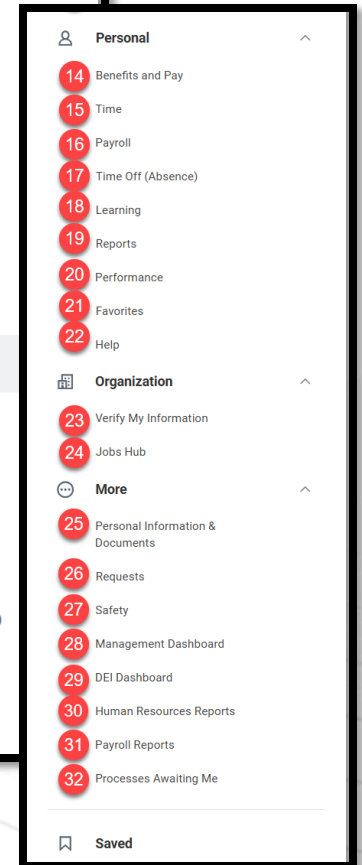 Personal
14 Benefits and Pay
15 Time
16 Payroll
17 Time Off (Absence)
18 Learning
19 Reports
20 Performance
21 Favorites
22 Help
Organization
23 Verify My Information
24 Jobs Hub
More
25 Personal Information &
Documents
26 Requests
27 Safety
28 Management Dashboard
29 DEI Dashboard
30 Human Resources Reports
31 Payroll Reports
32 Processes Awaiting Me
Saved